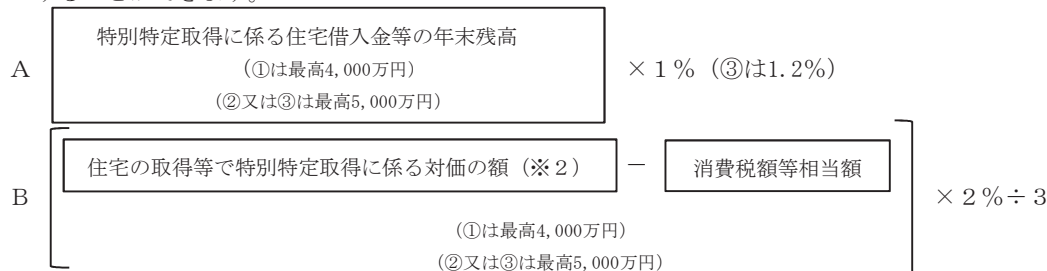 特別特定取得に係る住宅借入金等の年末残高
A (①は最高4,000万円) ×1%(③は1.2%)
(②又は③は最高5,000万円)
住宅の取得等で特別特定取得に係る対価の額(※2) - 消費税額等相当額
B ×2%÷3
(①は最高4,000万円)
(②又は③は最高5,000万円)